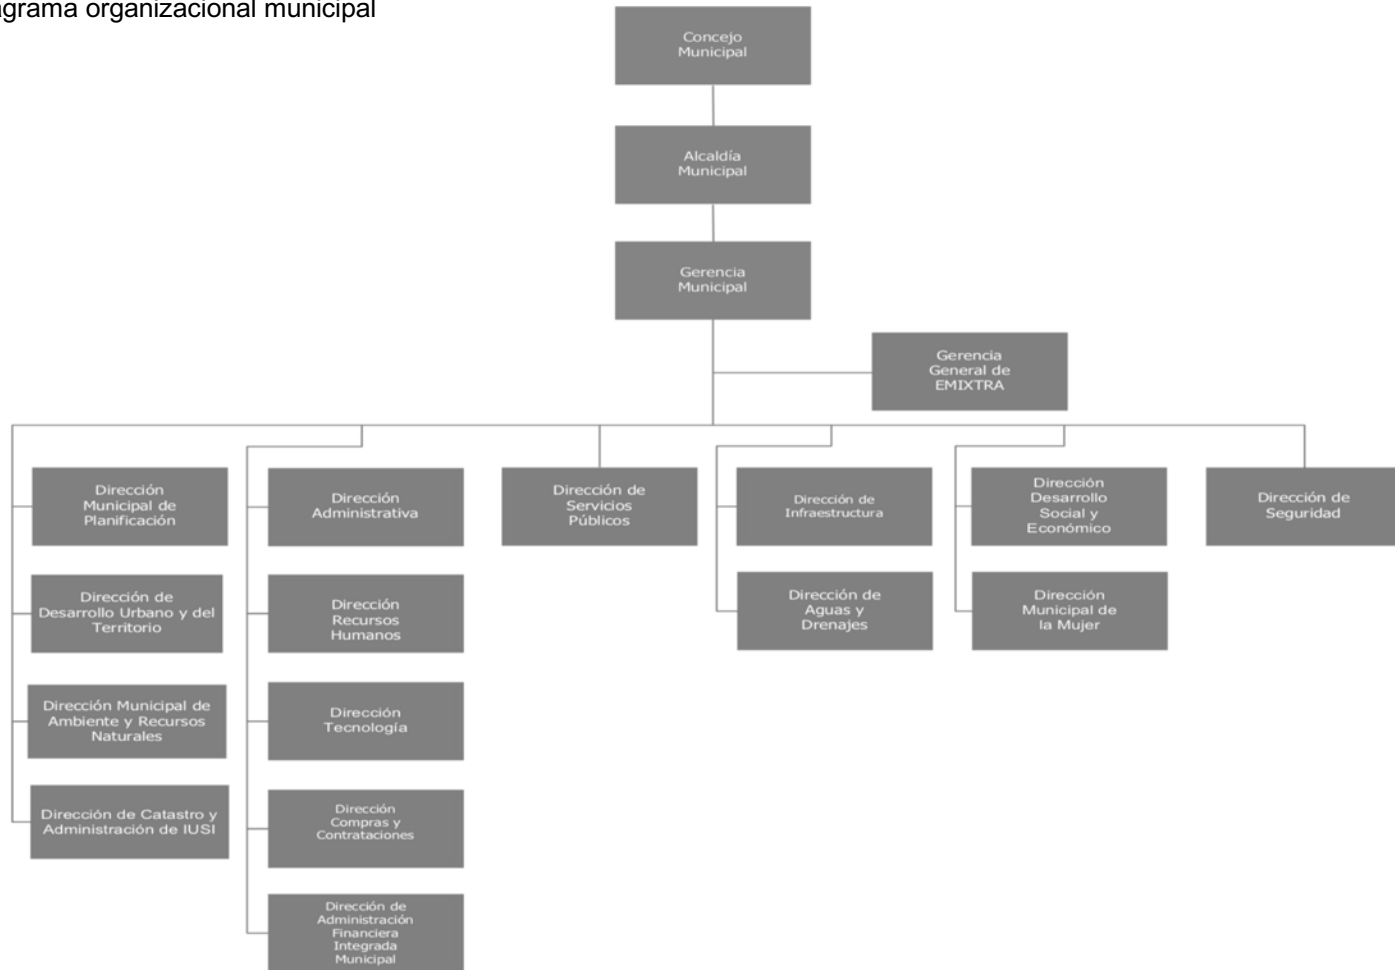 agrama organizacional municipal
Concejo
Municipal
Alcaldía
Municipal
Gerencia
Municipal
Gerencia
General de
EMIXTRA
Dirección
Municipal de
Planificación
Dirección de
Desarrollo Urbano y del
Territorio
Dirección Municipal de
Ambiente y Recursos
Naturales
Dirección de Catastro y
Administración de IUSI
Dirección
Administrativa
Dirección
Recursos
Humanos
Dirección
Tecnología
Dirección
Compras y
Contrataciones
Dirección de
Administración
Financiera
Integrada
Municipal
Dirección de
Servicios
Públicos
Dirección de
Infraestructura
Dirección de
Aguas y
Drenajes
Dirección
Desarrollo
Social y
Económico
Dirección
Municipal de
la Mujer
Dirección de
Seguridad